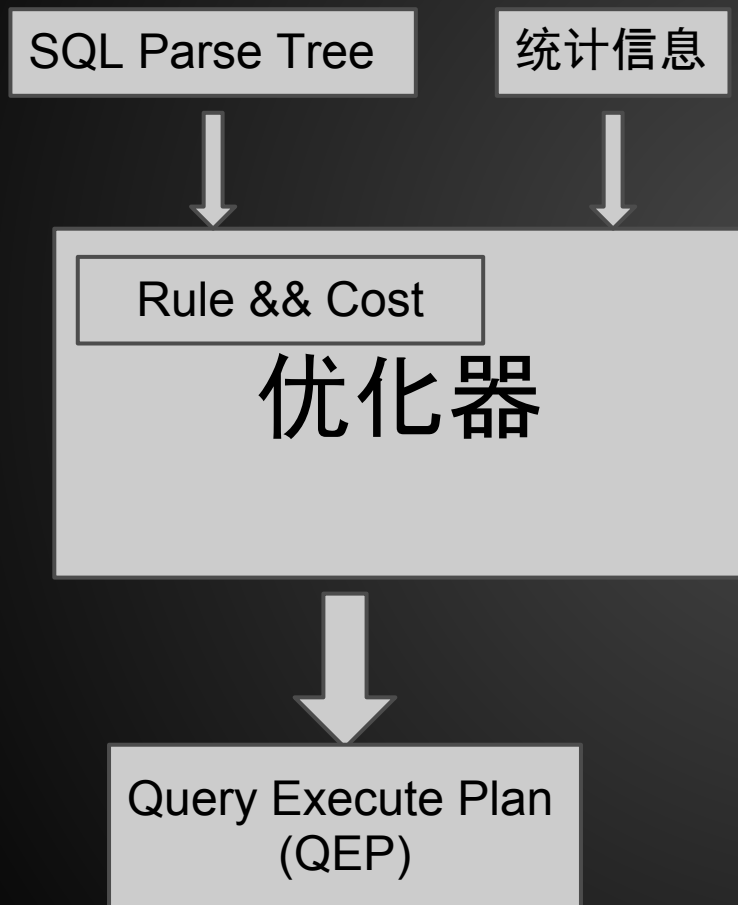 SQL Parse Tree
统计信息
Rule && Cost
优化器
Query Execute Plan
(QEP)